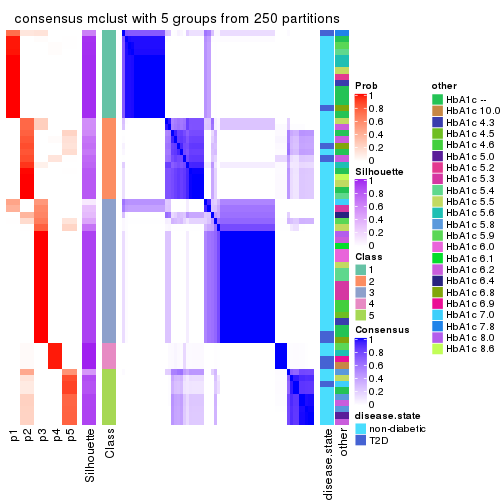 consensus mclust with 5 groups from 250 partitions
Prob
1
0.8
0.6
0.4
0.2
0
Silhouette
1
0.8
0.6
0.4
0.2
0
Class
1
2
3
4
5
Consensus
1
0.8
0.6
0.4
0.2
0
disease.state
non-diabetic
T2D
other
HbA1c --
HbA1c 10.0
HbA1c 4.3
HbA1c 4.5
HbA1c 4.6
HbA1c 5.0
HbA1c 5.2
HbA1c 5.3
HbA1c 5.4
HbA1c 5.5
HbA1c 5.6
HbA1c 5.8
HbA1c 5.9
HbA1c 6.0
HbA1c 6.1
HbA1c 6.2
HbA1c 6.4
HbA1c 6.8
HbA1c 6.9
HbA1c 7.0
HbA1c 7.8
HbA1c 8.0
HbA1c 8.6
p1
p2
p3
p4
p5
Silhouette
Class
disease.state
other